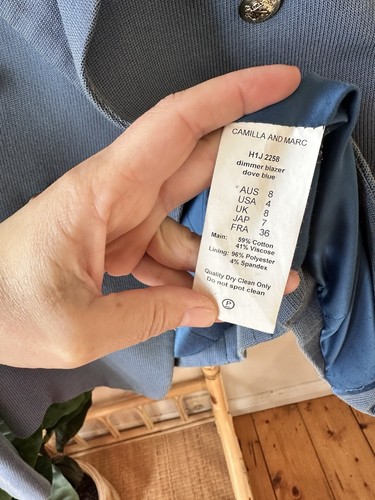 CAMILLA AND MARC
H1J 2258
dimmer blazer
dove blue
AUS 8
USA 4
UK 8
JAP 7
FRA 36
Main: 59% Cotton
41% Viscose
Lining: 96% Polyester
4% Spandex
Quality Dry Clean Only
Do not spot clean
P